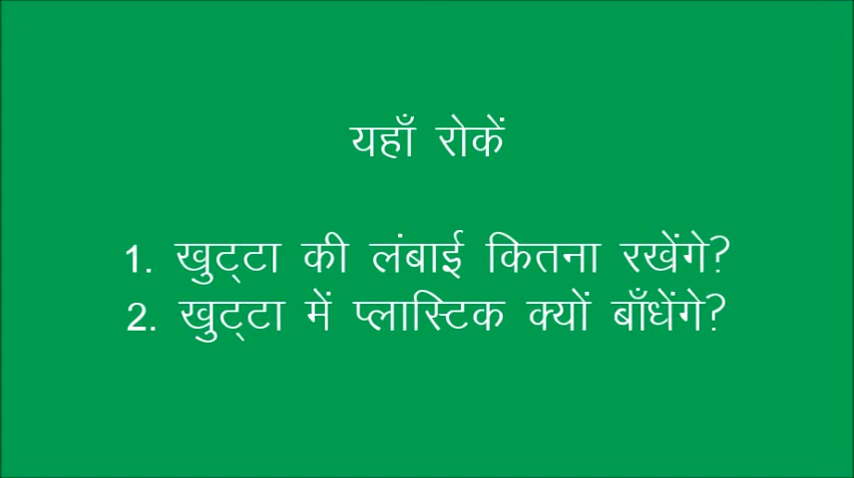 यहाँ रोकें
1. खुट्टा की लंबाई कितना रखेंगे?
2. खुट्टा में प्लास्टिक क्यों बाँधेंगे?